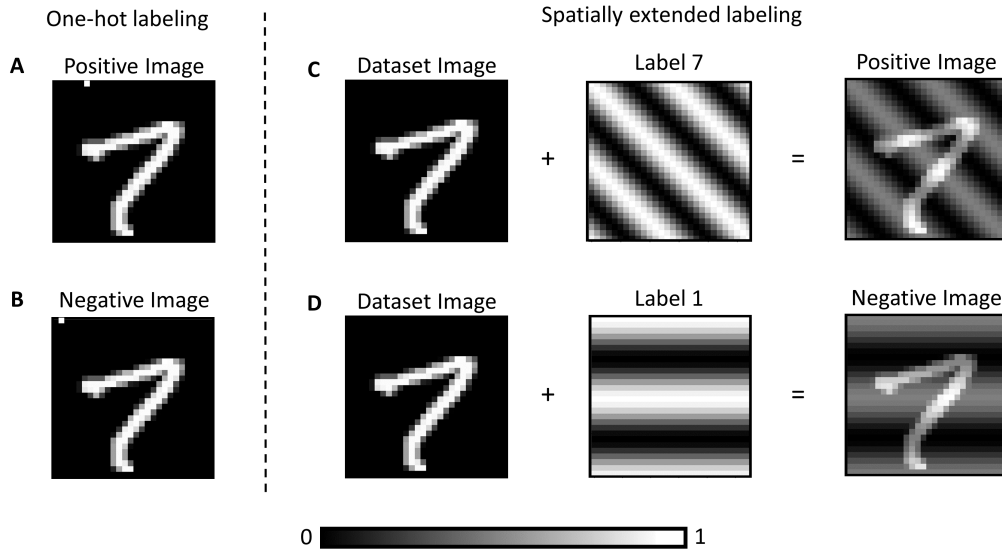 One-hot labeling
Spatially extended labeling
A
Positive Image
C
Dataset Image
Label 7
Positive Image
+
=
B
Negative Image
D
Dataset Image
Label 1
Negative Image
+
=
0
1